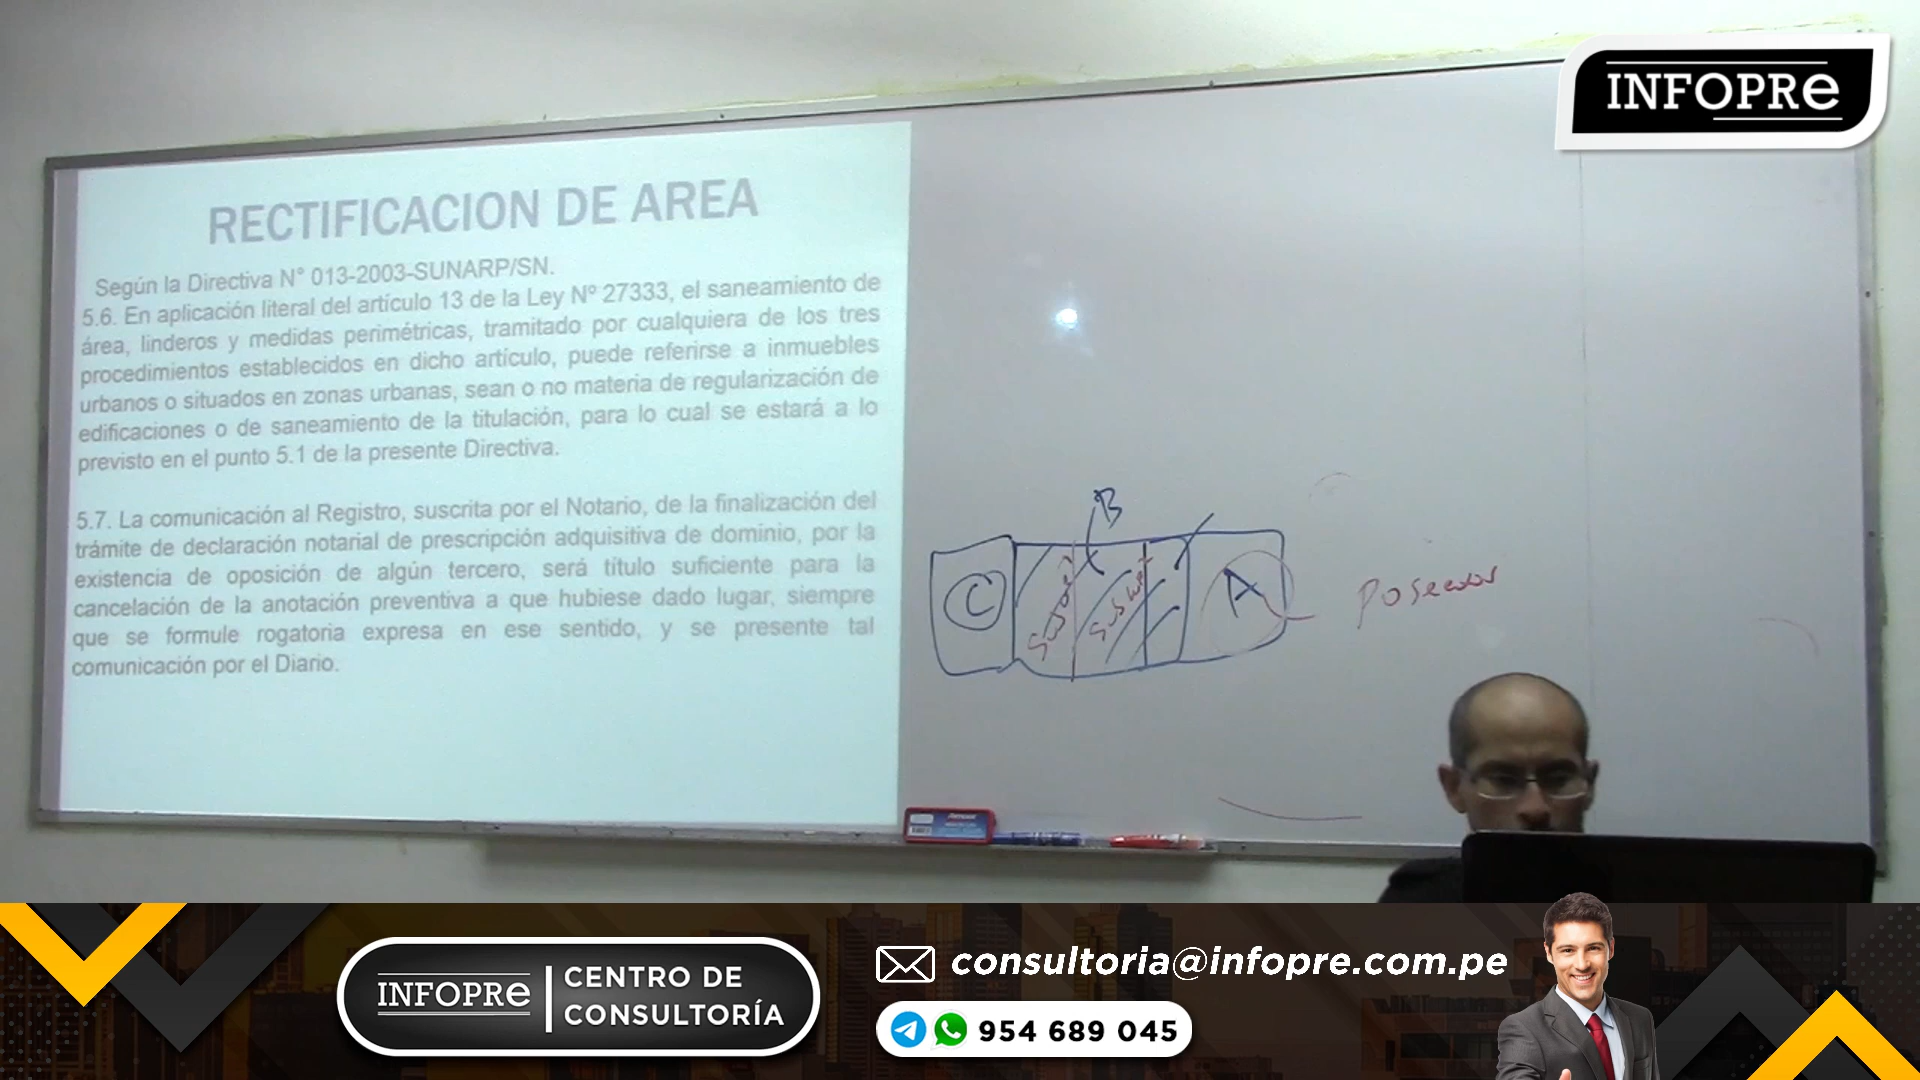 INFOPRe
RECTIFICACION DE AREA
Según la Directiva N° 013-2003-SUNARP/SN.
5.6. En aplicación literal del artículo 13 de la Ley Nº 27333, el saneamiento de
área, linderos y medidas perimétricas, tramitado por cualquiera de los tres
procedimientos establecidos en dicho artículo, puede referirse a inmuebles
urbanos o situados en zonas urbanas, sean o no materia de regularización de
edificaciones o de saneamiento de la titulación, para lo cual se estará a lo
previsto en el punto 5.1 de la presente Directiva.
5.7. La comunicación al Registro, suscrita por el Notario, de la finalización del
trámite de declaración notarial de prescripción adquisitiva de dominio, por la
existencia de oposición de algún tercero, será título suficiente para la
cancelación de la anotación preventiva a que hubiese dado lugar, siempre
que se formule rogatoria expresa en ese sentido, y se presente tal
comunicación por el Diario.
B
C
A
Poseedor
INFOPRe
CENTRO DE
CONSULTORÍA
consultoria@infopre.com.pe
954 689 045